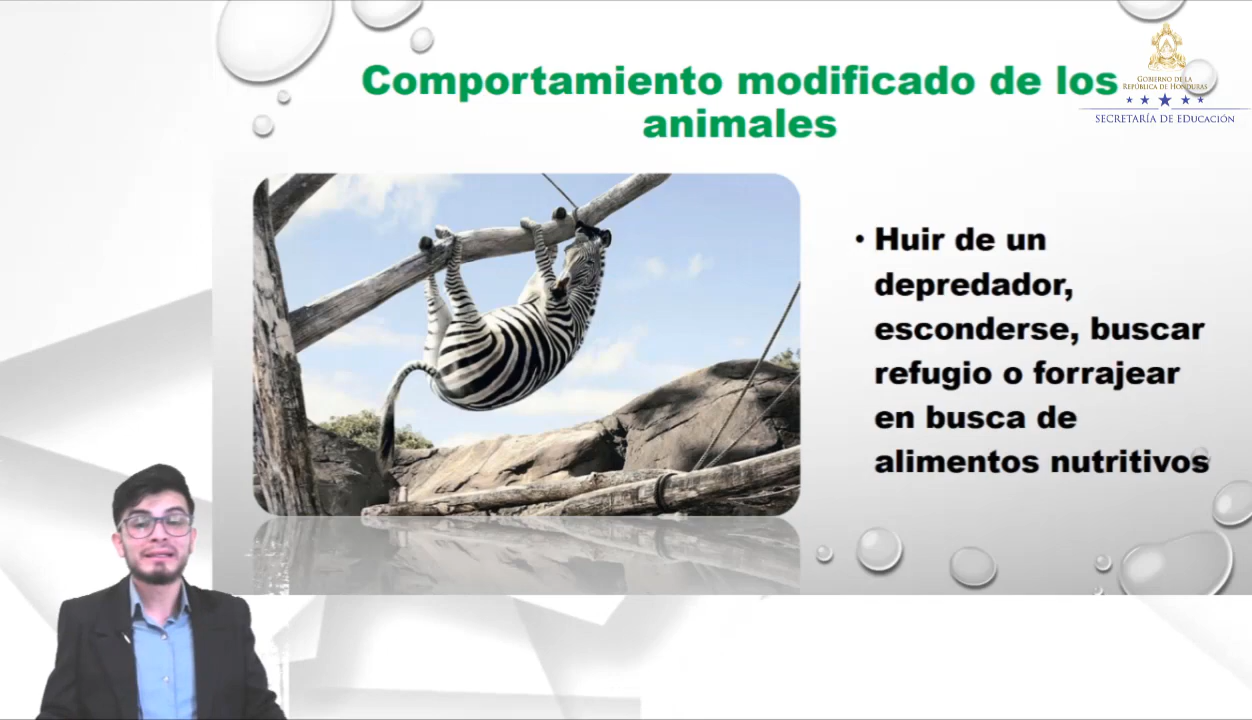 Comportamiento modificado de los
animales
GOBIERNO DE LA
REPÚBLICA DE HONDURAS
SECRETARÍA DE EDUCACIÓN
• Huir de un
depredador,
esconderse, buscar
refugio o forrajear
en busca de
alimentos nutritivos